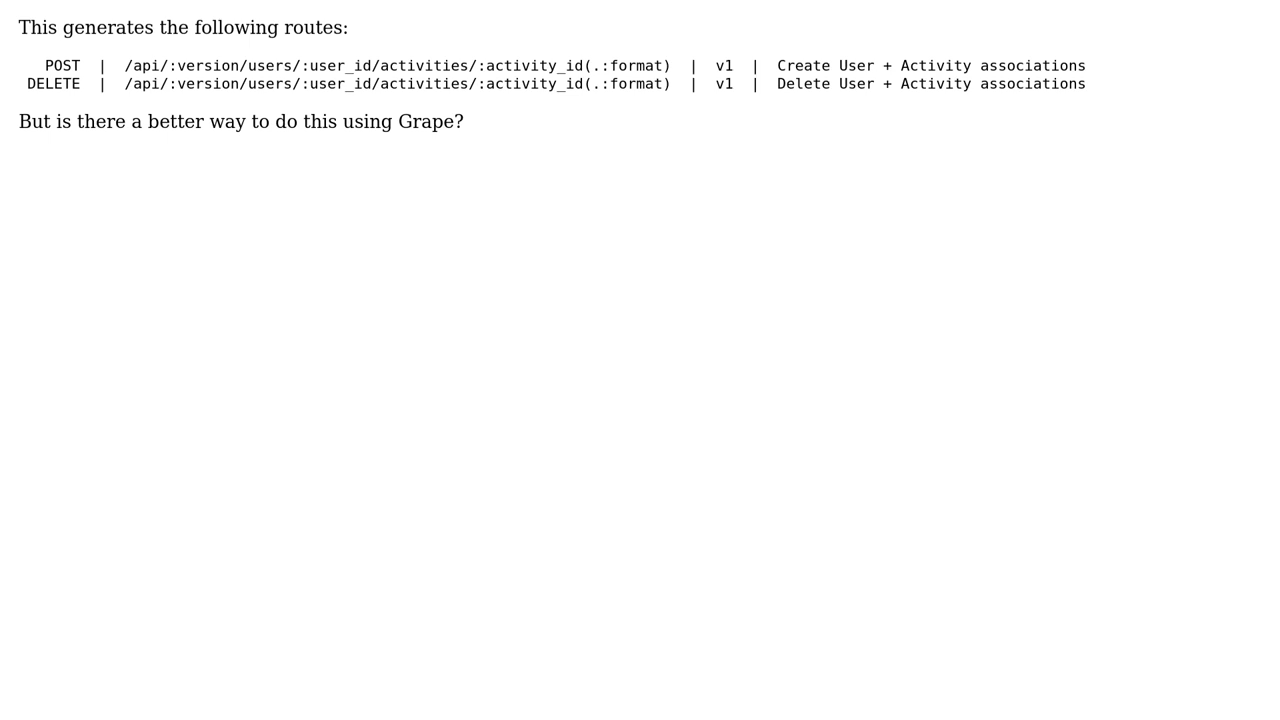 This generates the following routes:
   POST  |  /api/:version/users/:user_id/activities/:activity_id(.:format)  |  v1  |  Create User + Activity associations
 DELETE  |  /api/:version/users/:user_id/activities/:activity_id(.:format)  |  v1  |  Delete User + Activity associations
But is there a better way to do this using Grape?